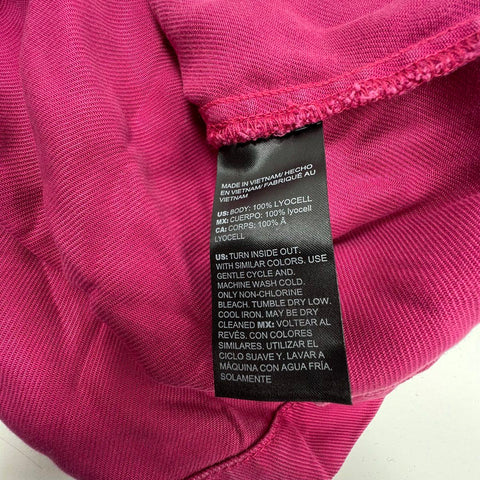 MADE IN VIETNAM/ HECHO
EN VIETNAM/ FABRIQUÉ AU
VIETNAM
US: BODY: 100% LYOCELL
MX: CUERPO: 100% lyocell
CA: CORPS: 100% Â
LYOCELL
US: TURN INSIDE OUT.
WITH SIMILAR COLORS. USE
GENTLE CYCLE AND.
MACHINE WASH COLD.
ONLY NON-CHLORINE
BLEACH. TUMBLE DRY LOW.
COOL IRON. MAY BE DRY
CLEANED MX: VOLTEAR AL
REVÉS. CON COLORES
SIMILARES. UTILIZAR EL
CICLO SUAVE Y. LAVAR A
MÁQUINA CON AGUA FRÍA.
SOLAMENTE